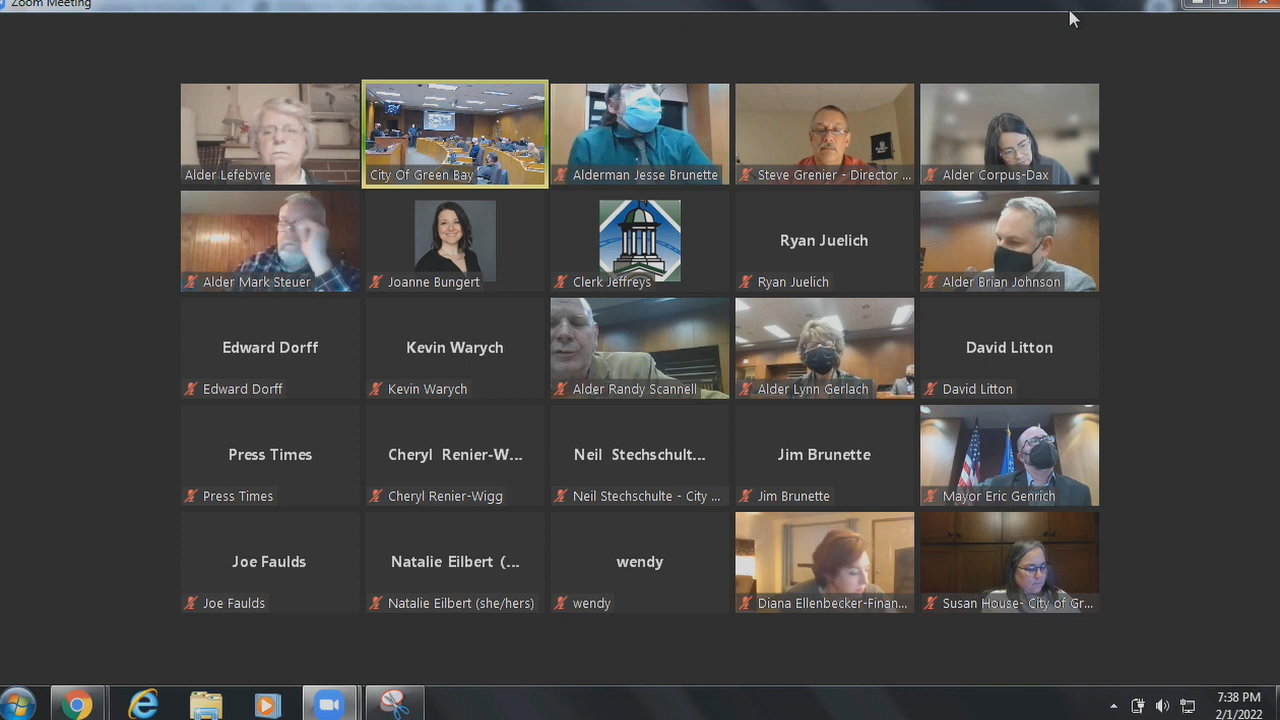 Zoom Meeting
Alder Lefebvre
City Of Green Bay
Alderman Jesse Brunette
Steve Grenier - Director ...
Alder Corpus-Dax
Alder Mark Steuer
Joanne Bungert
Clerk Jeffreys
Ryan Juelich
Ryan Juelich
Alder Brian Johnson
Edward Dorff
Edward Dorff
Kevin Warych
Kevin Warych
Alder Randy Scannell
Alder Lynn Gerlach
David Litton
David Litton
Press Times
Press Times
Cheryl Renier-W...
Cheryl Renier-Wigg
Neil Stechschult...
Neil Stechschulte - City ...
Jim Brunette
Jim Brunette
Mayor Eric Genrich
Joe Faulds
Joe Faulds
Natalie Eilbert (...
Natalie Eilbert (she/hers)
wendy
wendy
Diana Ellenbecker-Finan...
Susan House- City of Gr...
7:38 PM
2/1/2022